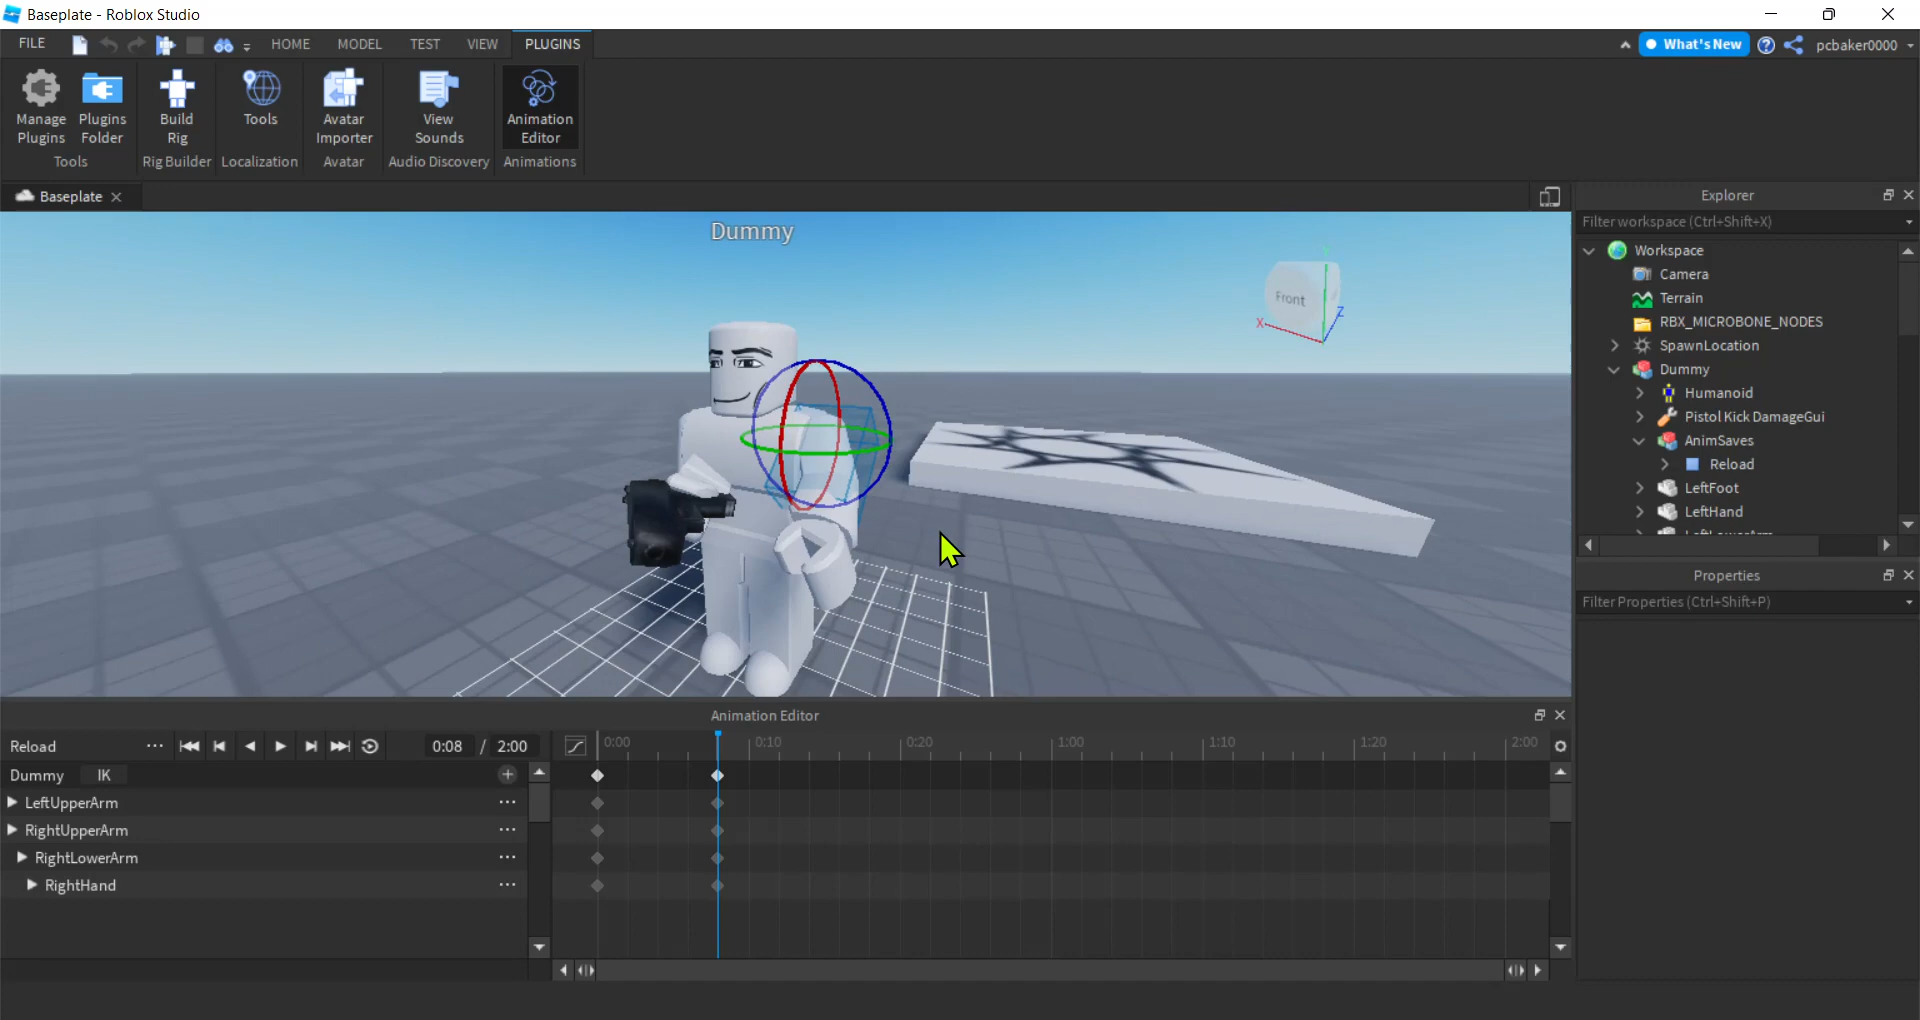 Baseplate - Roblox Studio
FILE HOME MODEL TEST VIEW PLUGINS What's New pcbaker0000
Manage Plugins
Plugins Folder
Build Rig
Tools
Avatar Importer
View Sounds
Animation Editor
Tools Rig Builder Localization Avatar Audio Discovery Animations
Baseplate
Dummy
Front
X
Y
Z
Explorer
Filter workspace (Ctrl+Shift+X)
Workspace
Camera
Terrain
RBX_MICROBONE_NODES
SpawnLocation
Dummy
Humanoid
Pistol Kick DamageGui
AnimSaves
Reload
LeftFoot
LeftHand
LeftLowerArm
Properties
Filter Properties (Ctrl+Shift+P)
Animation Editor
Reload 0:08 / 2:00 0:00 0:10 0:20 1:00 1:10 1:20 2:00
Dummy IK
LeftUpperArm
RightUpperArm
RightLowerArm
RightHand